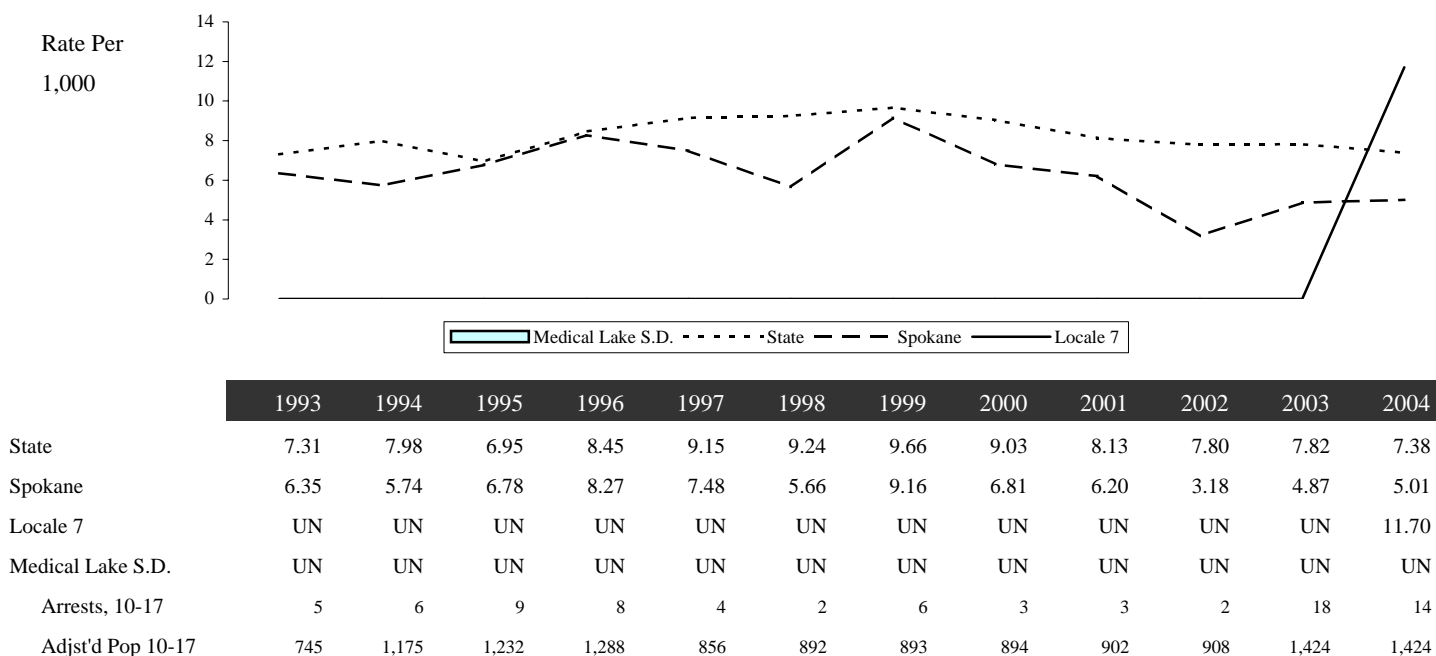 Rate Per
1,000
14
12
10
8
6
4
2
0
Medical Lake S.D. State Spokane Locale 7
1993 1994 1995 1996 1997 1998 1999 2000 2001 2002 2003 2004
State 7.31 7.98 6.95 8.45 9.15 9.24 9.66 9.03 8.13 7.80 7.82 7.38
Spokane 6.35 5.74 6.78 8.27 7.48 5.66 9.16 6.81 6.20 3.18 4.87 5.01
Locale 7 UN UN UN UN UN UN UN UN UN UN UN 11.70
Medical Lake S.D. UN UN UN UN UN UN UN UN UN UN UN UN
Arrests, 10-17 5 6 9 8 4 2 6 3 3 2 18 14
Adjst'd Pop 10-17 745 1,175 1,232 1,288 856 892 893 894 902 908 1,424 1,424